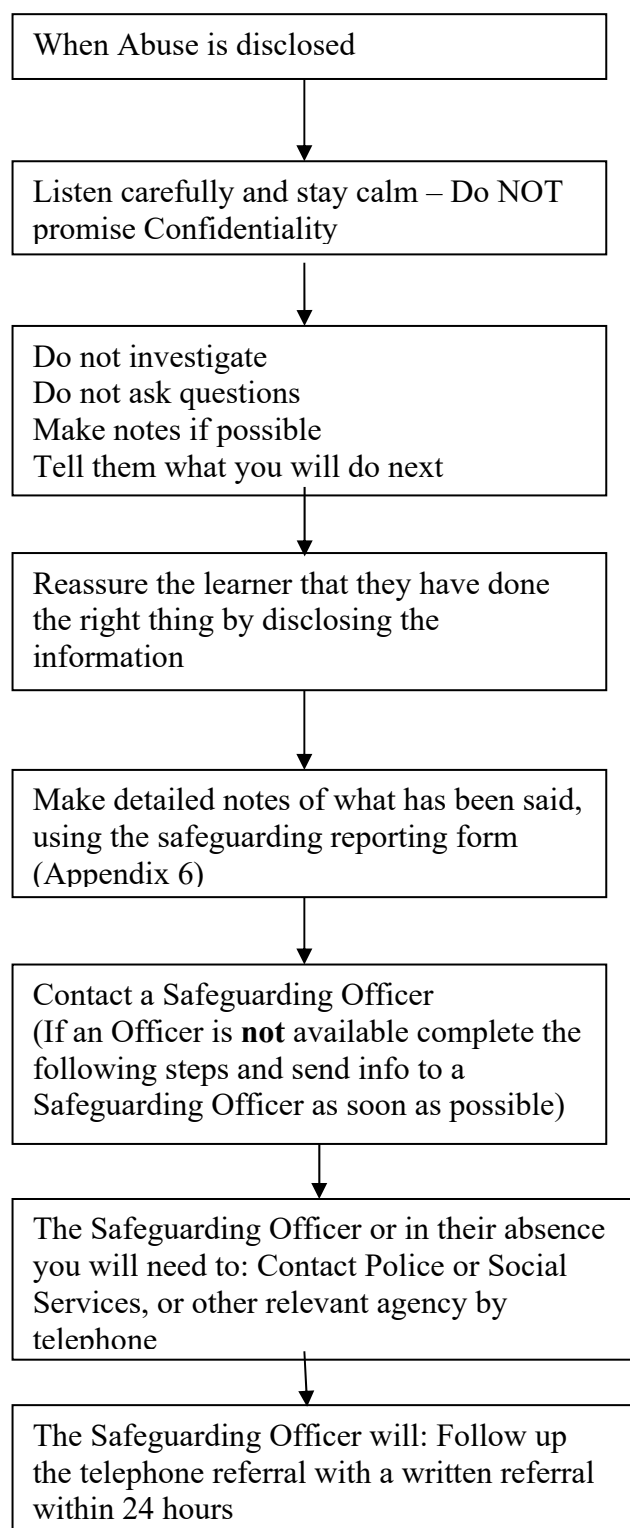 When Abuse is disclosed
Listen carefully and stay calm – Do NOT
promise Confidentiality
Do not investigate
Do not ask questions
Make notes if possible
Tell them what you will do next
Reassure the learner that they have done
the right thing by disclosing the
information
Make detailed notes of what has been said,
using the safeguarding reporting form
(Appendix 6)
Contact a Safeguarding Officer
(If an Officer is not available complete the
following steps and send info to a
Safeguarding Officer as soon as possible)
The Safeguarding Officer or in their absence
you will need to: Contact Police or Social
Services, or other relevant agency by
telephone
The Safeguarding Officer will: Follow up
the telephone referral with a written referral
within 24 hours